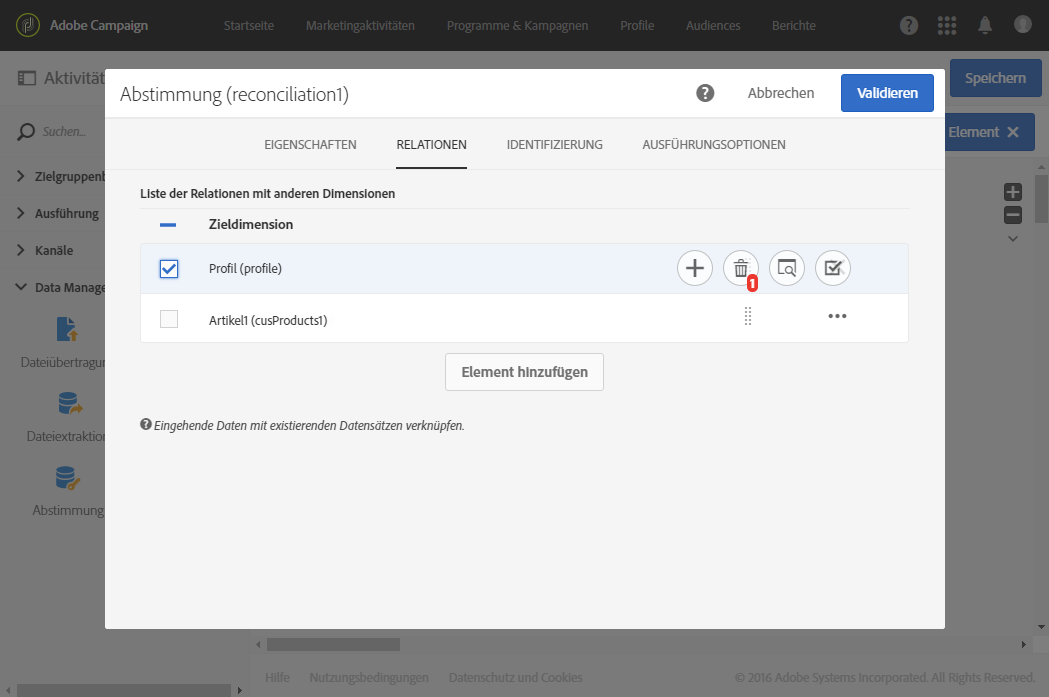 Adobe Campaign
Startseite
Marketingaktivitäten
Programme & Kampagnen
Profile
Audiences
Berichte
Aktivität
Speichern
Suchen...
Element
Zielgruppenb
Ausführung
Kanäle
Data Manage
Dateiübertragun
Dateiextraktion
Abstimmung
Abstimmung (reconciliation1)
Abbrechen
Validieren
EIGENSCHAFTEN
RELATIONEN
IDENTIFIZIERUNG
AUSFÜHRUNGSOPTIONEN
Liste der Relationen mit anderen Dimensionen
Zieldimension
Profil (profile)
1
Artikel1 (cusProducts1)
Element hinzufügen
Eingehende Daten mit existierenden Datensätzen verknüpfen.
Hilfe
Nutzungsbedingungen
Datenschutz und Cookies
© 2016 Adobe Systems Incorporated. All Rights Reserved.